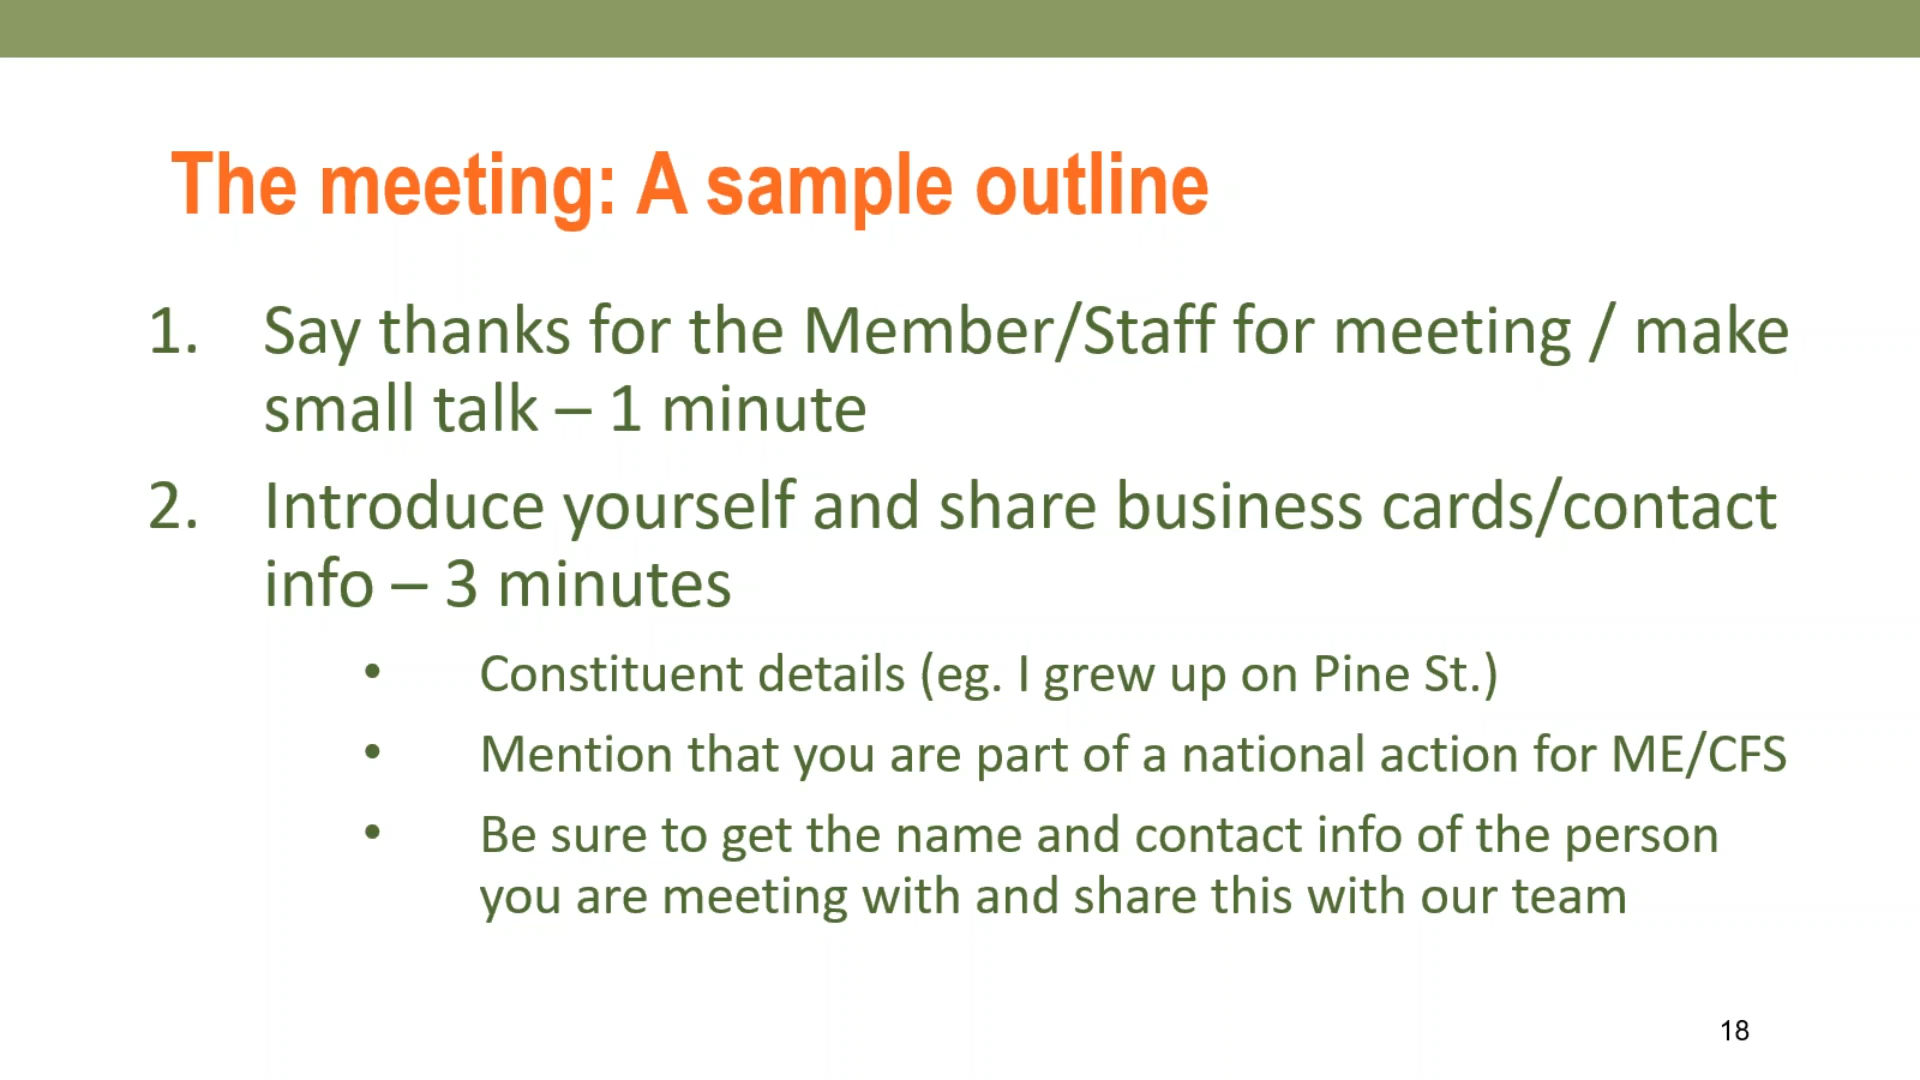 The meeting: A sample outline
1. Say thanks for the Member/Staff for meeting / make
small talk – 1 minute
2. Introduce yourself and share business cards/contact
info – 3 minutes
• Constituent details (eg. I grew up on Pine St.)
• Mention that you are part of a national action for ME/CFS
• Be sure to get the name and contact info of the person
you are meeting with and share this with our team
18